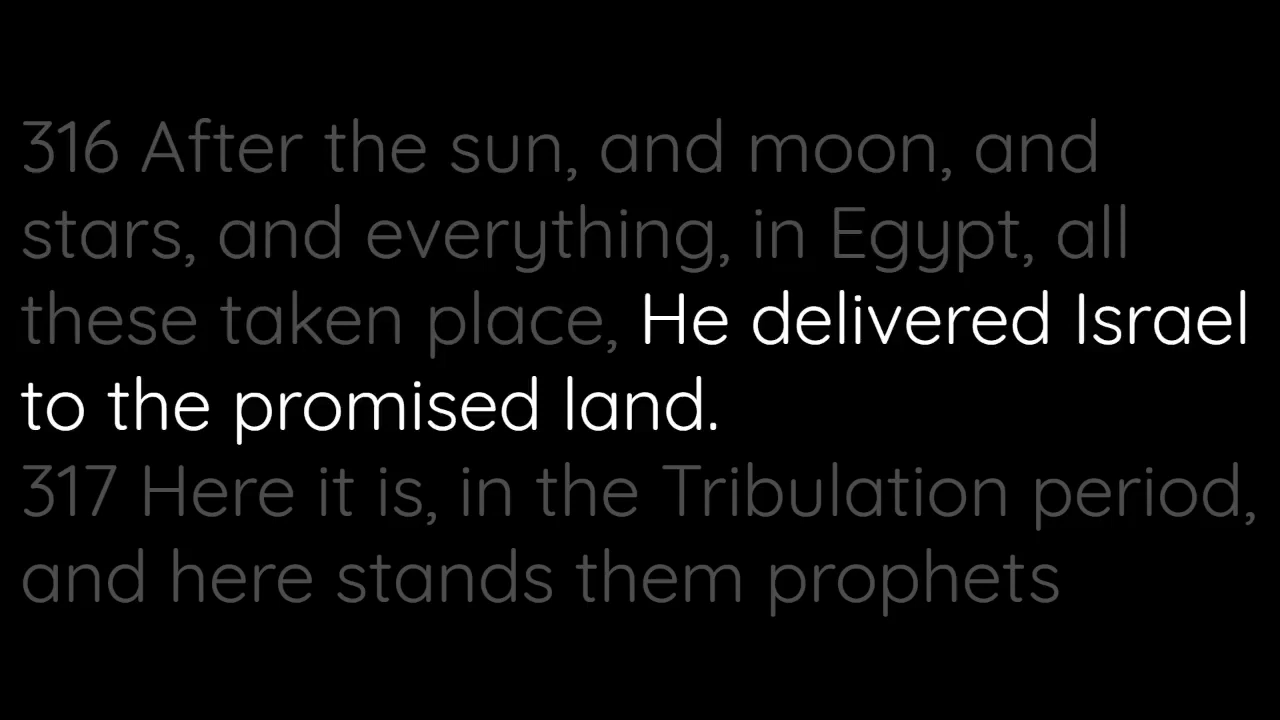 316 After the sun, and moon, and
stars, and everything, in Egypt, all
these taken place, He delivered Israel
to the promised land.
317 Here it is, in the Tribulation period,
and here stands them prophets